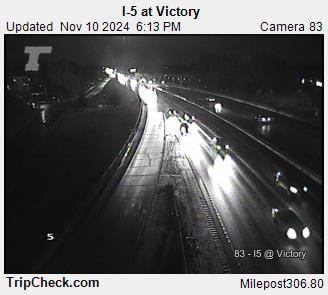 I-5 at Victory
Updated Nov 10 2024 6:13 PM Camera 83
T
S
83 - I5 @ Victory
TripCheck.com Milepost306.80